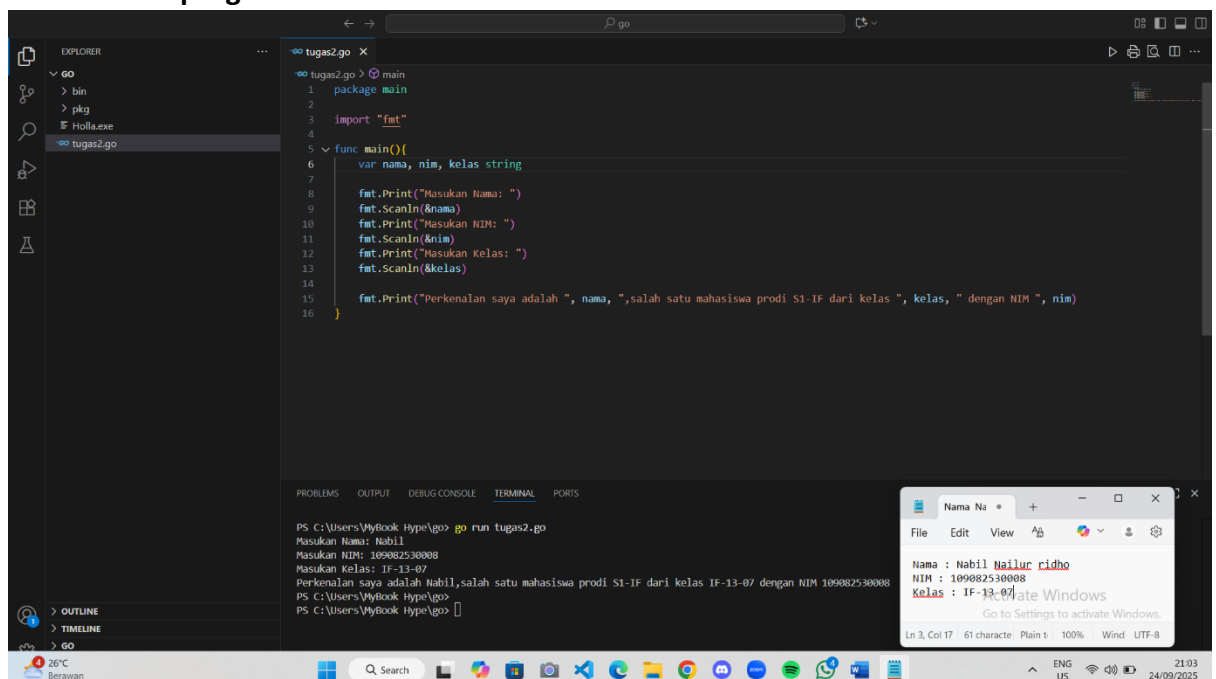 go
EXPLORER
GO
bin
pkg
Holla.exe
tugas2.go
tugas2.go ×
tugas2.go > main
1 package main
2
3 import "fmt"
4
5 func main(){
6 var nama, nim, kelas string
7
8 fmt.Print("Masukan Nama: ")
9 fmt.Scanln(&nama)
10 fmt.Print("Masukan NIM: ")
11 fmt.Scanln(&nim)
12 fmt.Print("Masukan Kelas: ")
13 fmt.Scanln(&kelas)
14
15 fmt.Print("Perkenalan saya adalah ", nama, ",salah satu mahasiswa prodi S1-IF dari kelas ", kelas, " dengan NIM ", nim)
16 }
PROBLEMS OUTPUT DEBUG CONSOLE TERMINAL PORTS
PS C:\Users\MyBook Hype\go> go run tugas2.go
Masukan Nama: Nabil
Masukan NIM: 109082530008
Masukan Kelas: IF-13-07
Perkenalan saya adalah Nabil,salah satu mahasiswa prodi S1-IF dari kelas IF-13-07 dengan NIM 109082530008
PS C:\Users\MyBook Hype\go>
PS C:\Users\MyBook Hype\go>
OUTLINE
TIMELINE
GO
Nama Na
File Edit View
Nama : Nabil Nailur ridho
NIM : 109082530008
Kelas : IF-13-07
Activate Windows
Go to Settings to activate Windows.
Ln 3, Col 17 61 characte Plain t 100% Wind UTF-8
26°C
Berawan
Search
ENG
US
21:03
24/09/2025